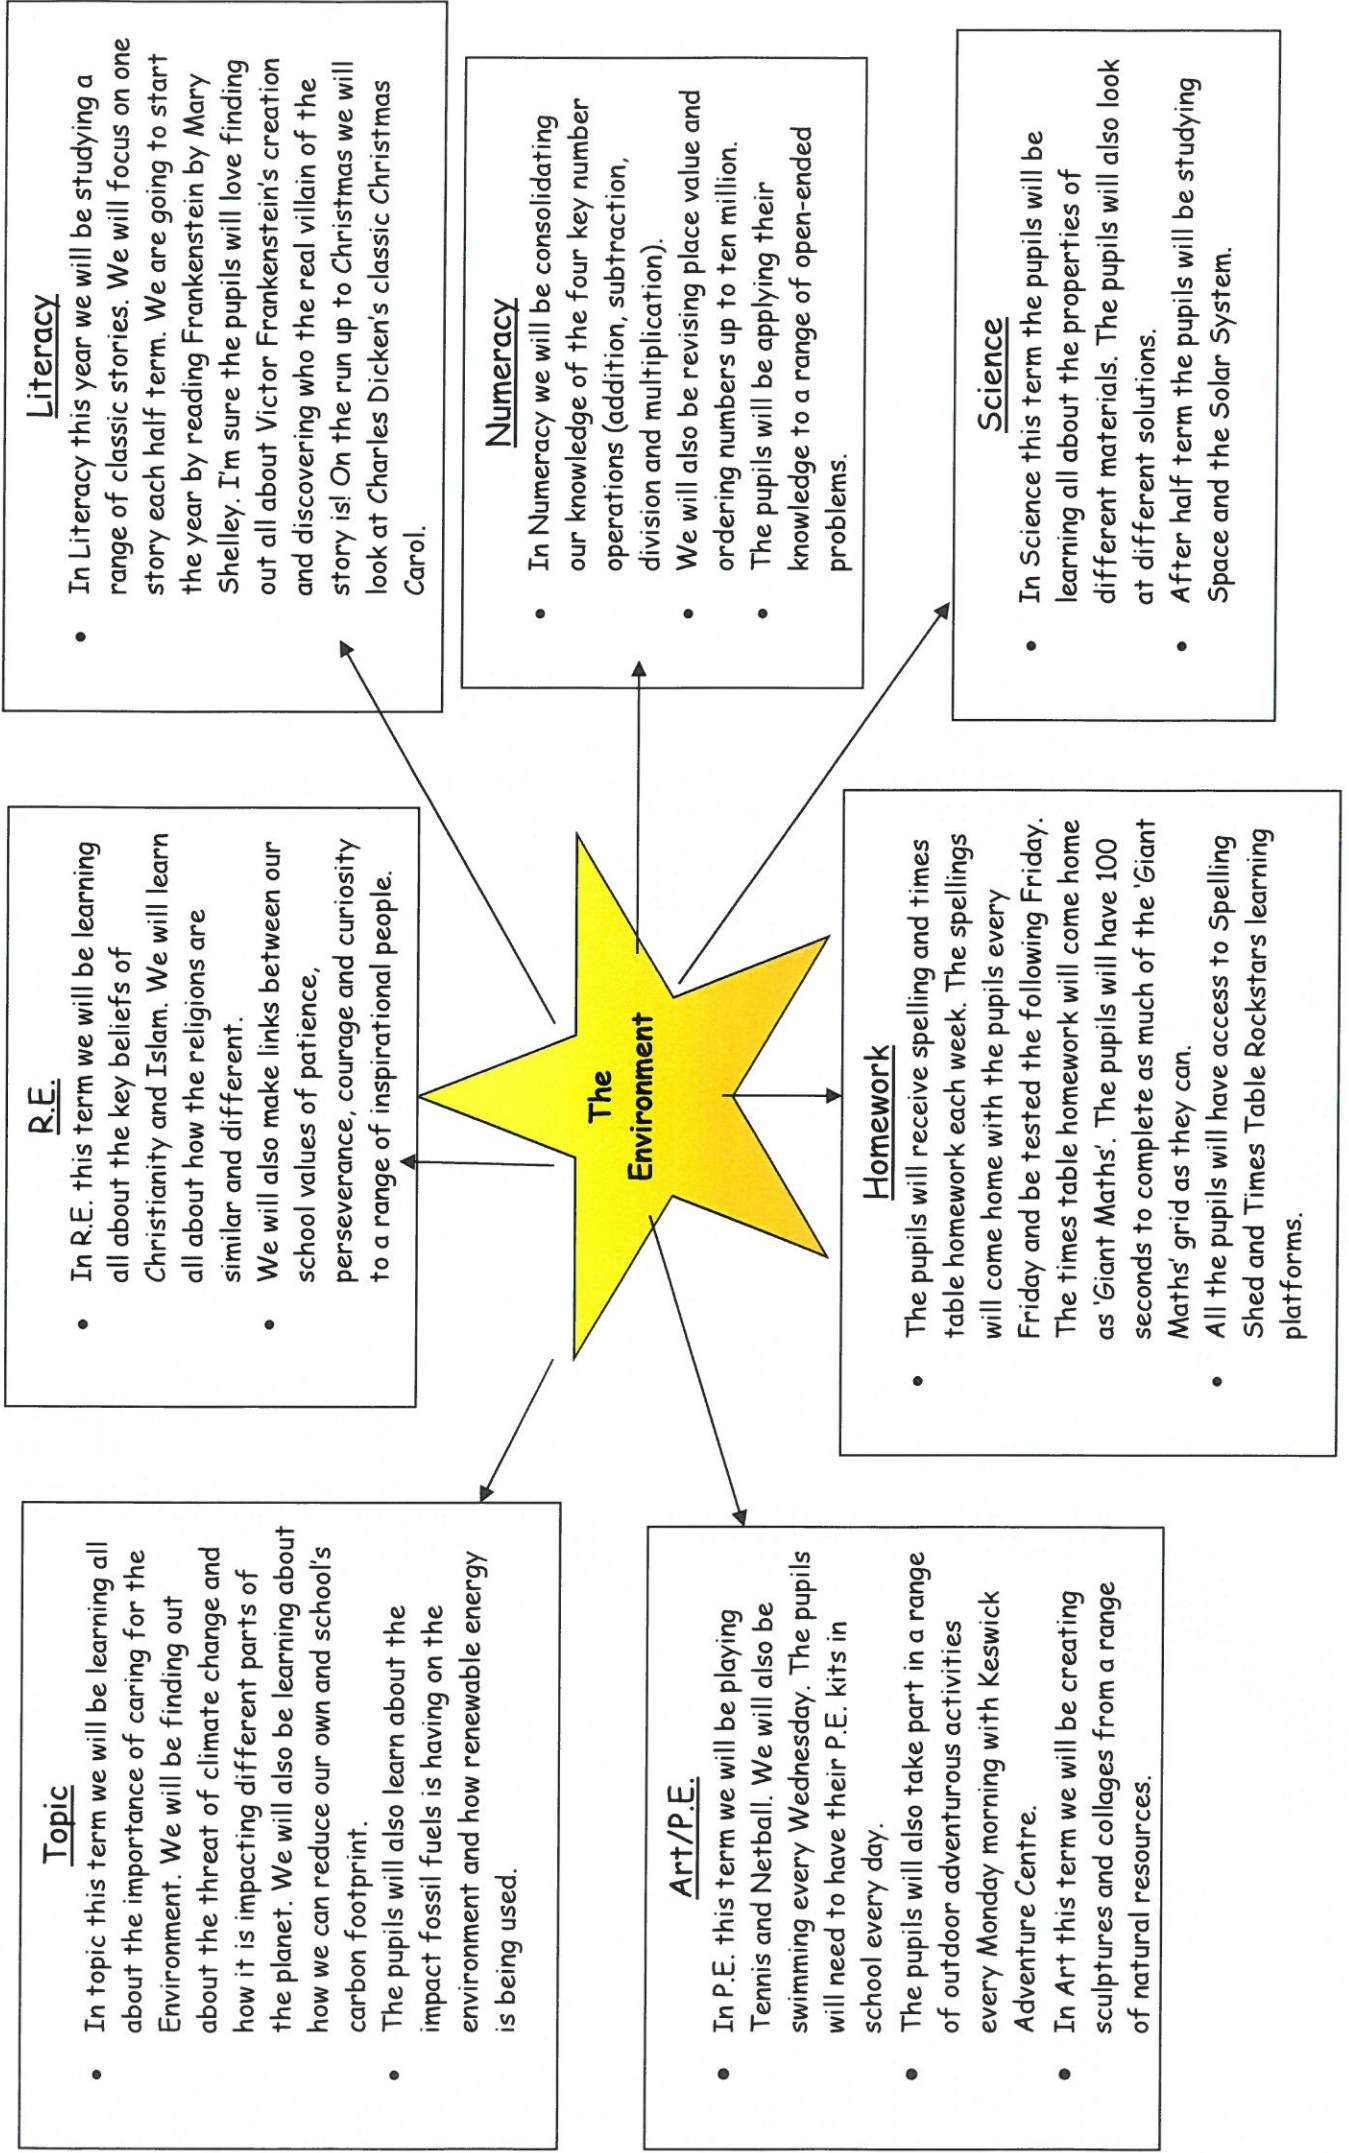 Topic
• In topic this term we will be learning all
about the importance of caring for the
Environment. We will be finding out
about the threat of climate change and
how it is impacting different parts of
the planet. We will also be learning about
how we can reduce our own and school's
carbon footprint.
• The pupils will also learn about the
impact fossil fuels is having on the
environment and how renewable energy
is being used.
R.E.
• In R.E. this term we will be learning
all about the key beliefs of
Christianity and Islam. We will learn
all about how the religions are
similar and different.
• We will also make links between our
school values of patience,
perseverance, courage and curiosity
to a range of inspirational people.
Literacy
• In Literacy this year we will be studying a
range of classic stories. We will focus on one
story each half term. We are going to start
the year by reading Frankenstein by Mary
Shelley. I'm sure the pupils will love finding
out all about Victor Frankenstein's creation
and discovering who the real villain of the
story is! On the run up to Christmas we will
look at Charles Dicken's classic Christmas
Carol.
The
Environment
Numeracy
• In Numeracy we will be consolidating
our knowledge of the four key number
operations (addition, subtraction,
division and multiplication).
• We will also be revising place value and
ordering numbers up to ten million.
• The pupils will be applying their
knowledge to a range of open-ended
problems.
Art/P.E.
• In P.E. this term we will be playing
Tennis and Netball. We will also be
swimming every Wednesday. The pupils
will need to have their P.E. kits in
school every day.
• The pupils will also take part in a range
of outdoor adventurous activities
every Monday morning with Keswick
Adventure Centre.
• In Art this term we will be creating
sculptures and collages from a range
of natural resources.
Homework
• The pupils will receive spelling and times
table homework each week. The spellings
will come home with the pupils every
Friday and be tested the following Friday.
The times table homework will come home
as 'Giant Maths'. The pupils will have 100
seconds to complete as much of the 'Giant
Maths' grid as they can.
• All the pupils will have access to Spelling
Shed and Times Table Rockstars learning
platforms.
Science
• In Science this term the pupils will be
learning all about the properties of
different materials. The pupils will also look
at different solutions.
• After half term the pupils will be studying
Space and the Solar System.